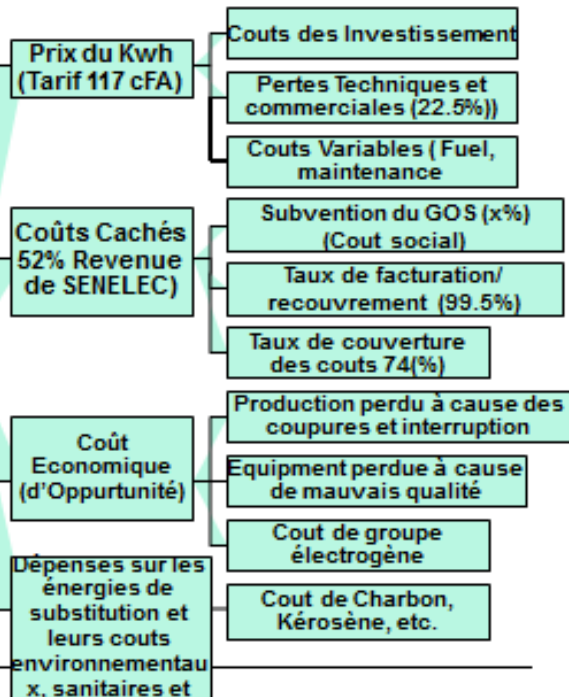 Prix du Kwh
(Tarif 117 cFA)
Couts des Investissement
Pertes Techniques et
commerciales (22.5%))
Couts Variables ( Fuel,
maintenance
Coûts Cachés
52% Revenue
de SENELEC)
Subvention du GOS (x%)
(Cout social)
Taux de facturation/
recouvrement (99.5%)
Taux de couverture
des couts 74(%)
Coût
Economique
(d'Oppurtunité)
Production perdu à cause des
coupures et interruption
Equipment perdue à cause
de mauvais qualité
Cout de groupe
électrogène
Dépenses sur les
énergies de
substitution et
leurs couts
environnementau
x, sanitaires et
Cout de Charbon,
Kérosène, etc.